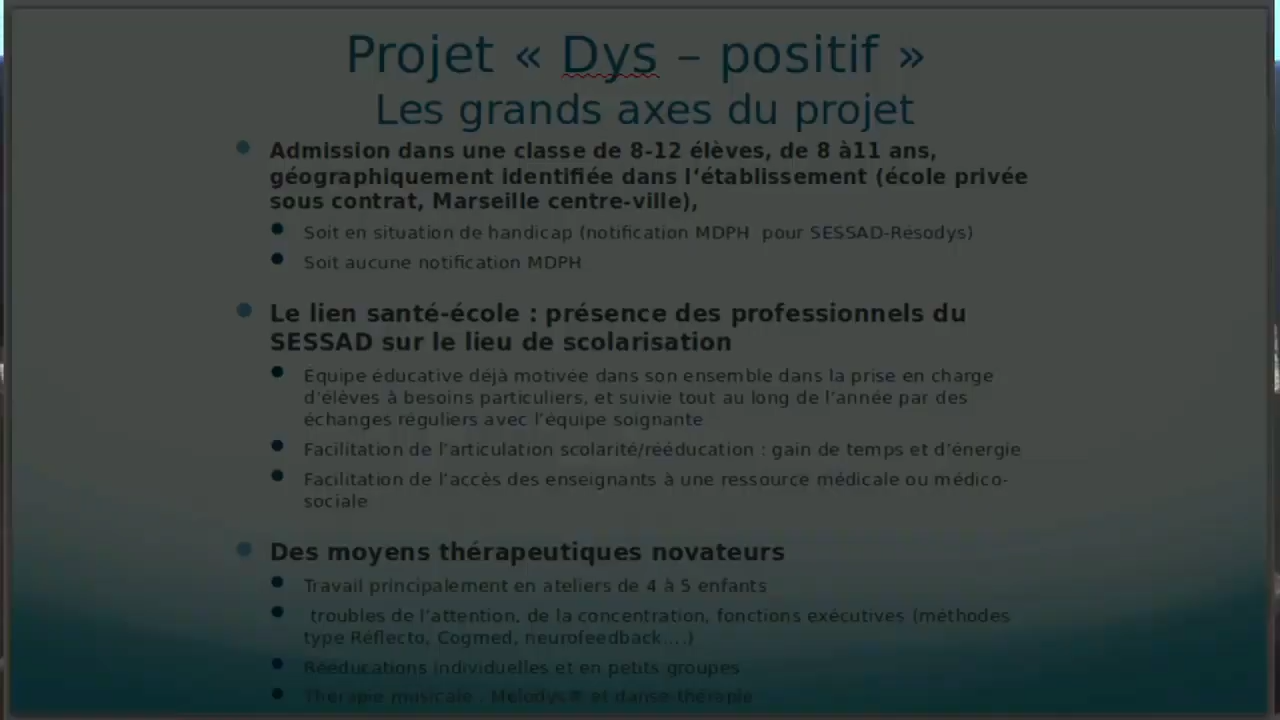 Projet « Dys – positif »
Les grands axes du projet
Admission dans une classe de 8-12 élèves, de 8 à11 ans,
géographiquement identifiée dans l‘établissement (école privée
sous contrat, Marseille centre-ville),
Soit en situation de handicap (notification MDPH  pour SESSAD-Résodys)
Soit aucune notification MDPH
Le lien santé-école : présence des professionnels du
SESSAD sur le lieu de scolarisation
Equipe éducative déjà motivée dans son ensemble dans la prise en charge
d’élèves à besoins particuliers, et suivie tout au long de l’année par des
échanges réguliers avec l’équipe soignante
Facilitation de l’articulation scolarité/rééducation : gain de temps et d’énergie
Facilitation de l’accès des enseignants à une ressource médicale ou médico-
sociale
Des moyens thérapeutiques novateurs
Travail principalement en ateliers de 4 à 5 enfants
troubles de l’attention, de la concentration, fonctions exécutives (méthodes
type Réflecto, Cogmed, neurofeedback….)
Rééducations individuelles et en petits groupes
Thérapie musicale : Mélodys® et danse-thérapie